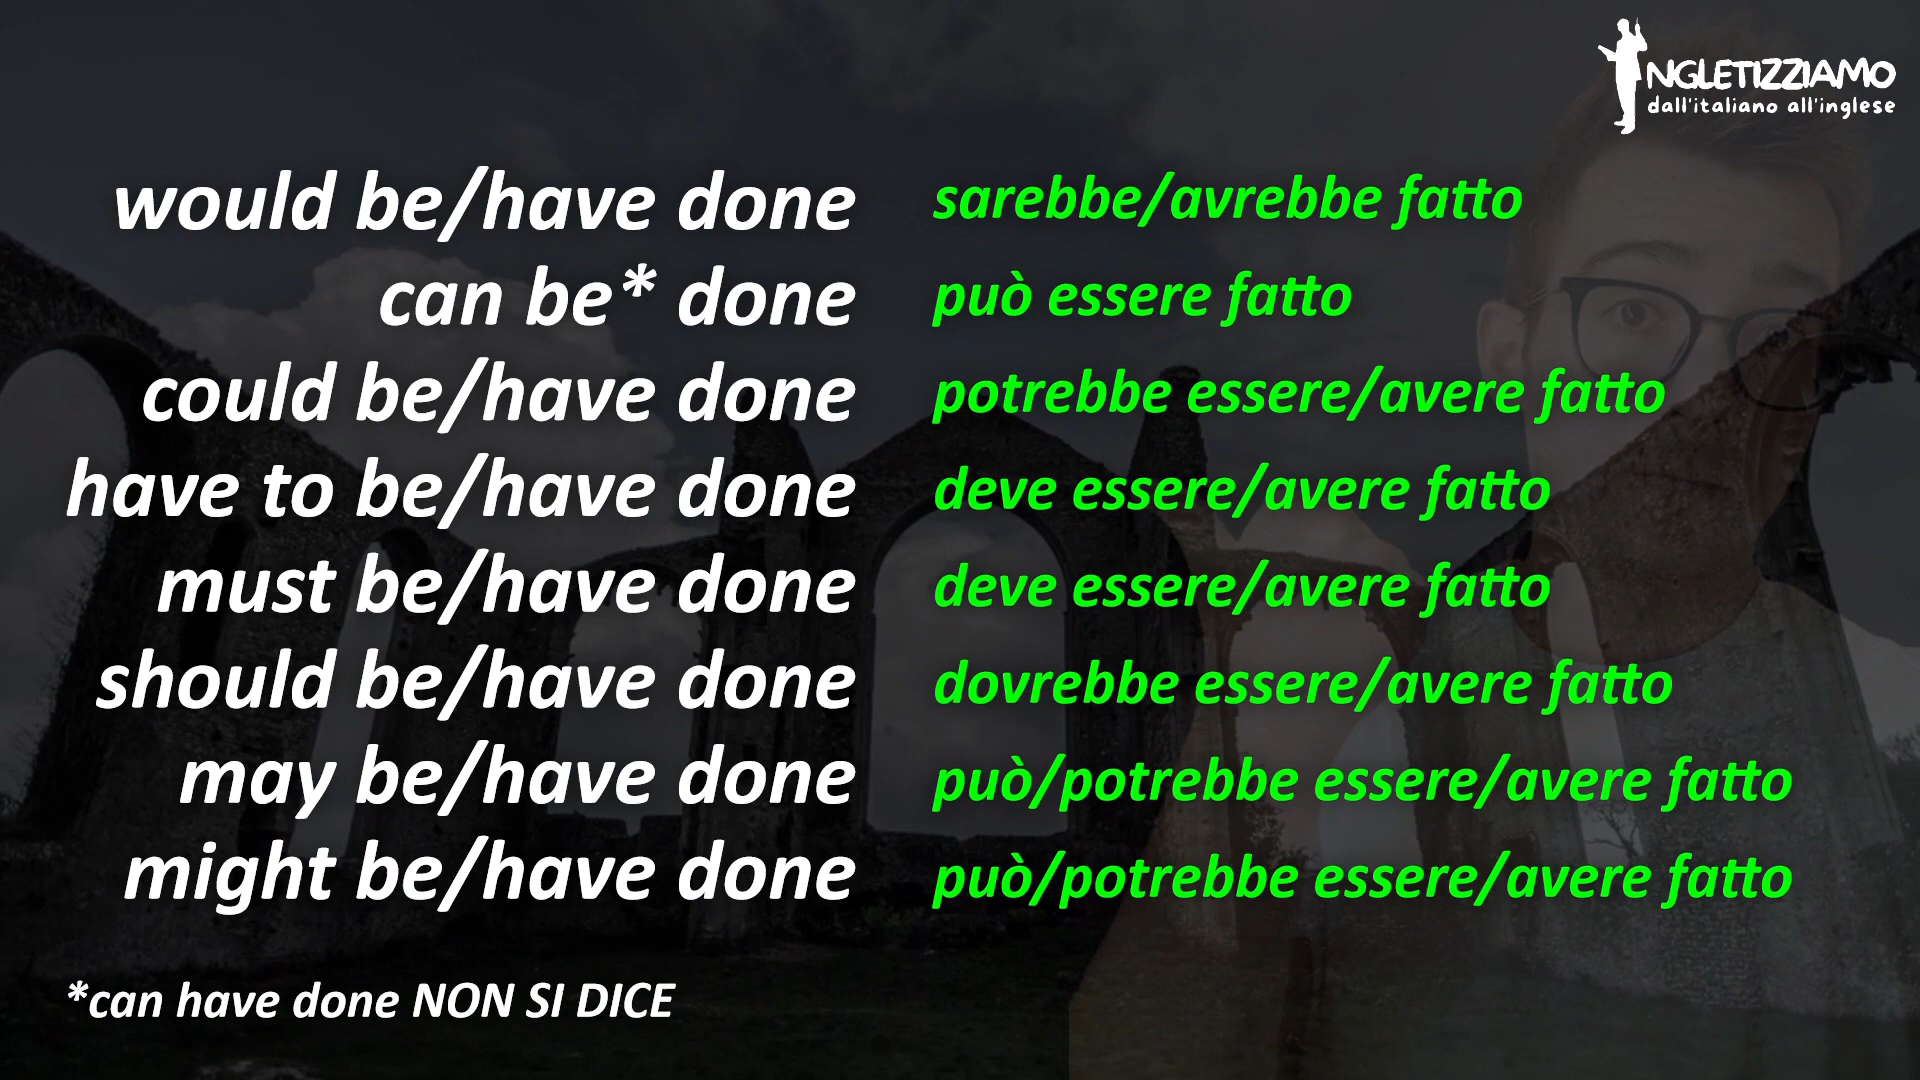 NGLETIZZIAMO
dall'italiano all'inglese
would be/have done sarebbe/avrebbe fatto
can be* done può essere fatto
could be/have done potrebbe essere/avere fatto
have to be/have done deve essere/avere fatto
must be/have done deve essere/avere fatto
should be/have done dovrebbe essere/avere fatto
may be/have done può/potrebbe essere/avere fatto
might be/have done può/potrebbe essere/avere fatto
*can have done NON SI DICE